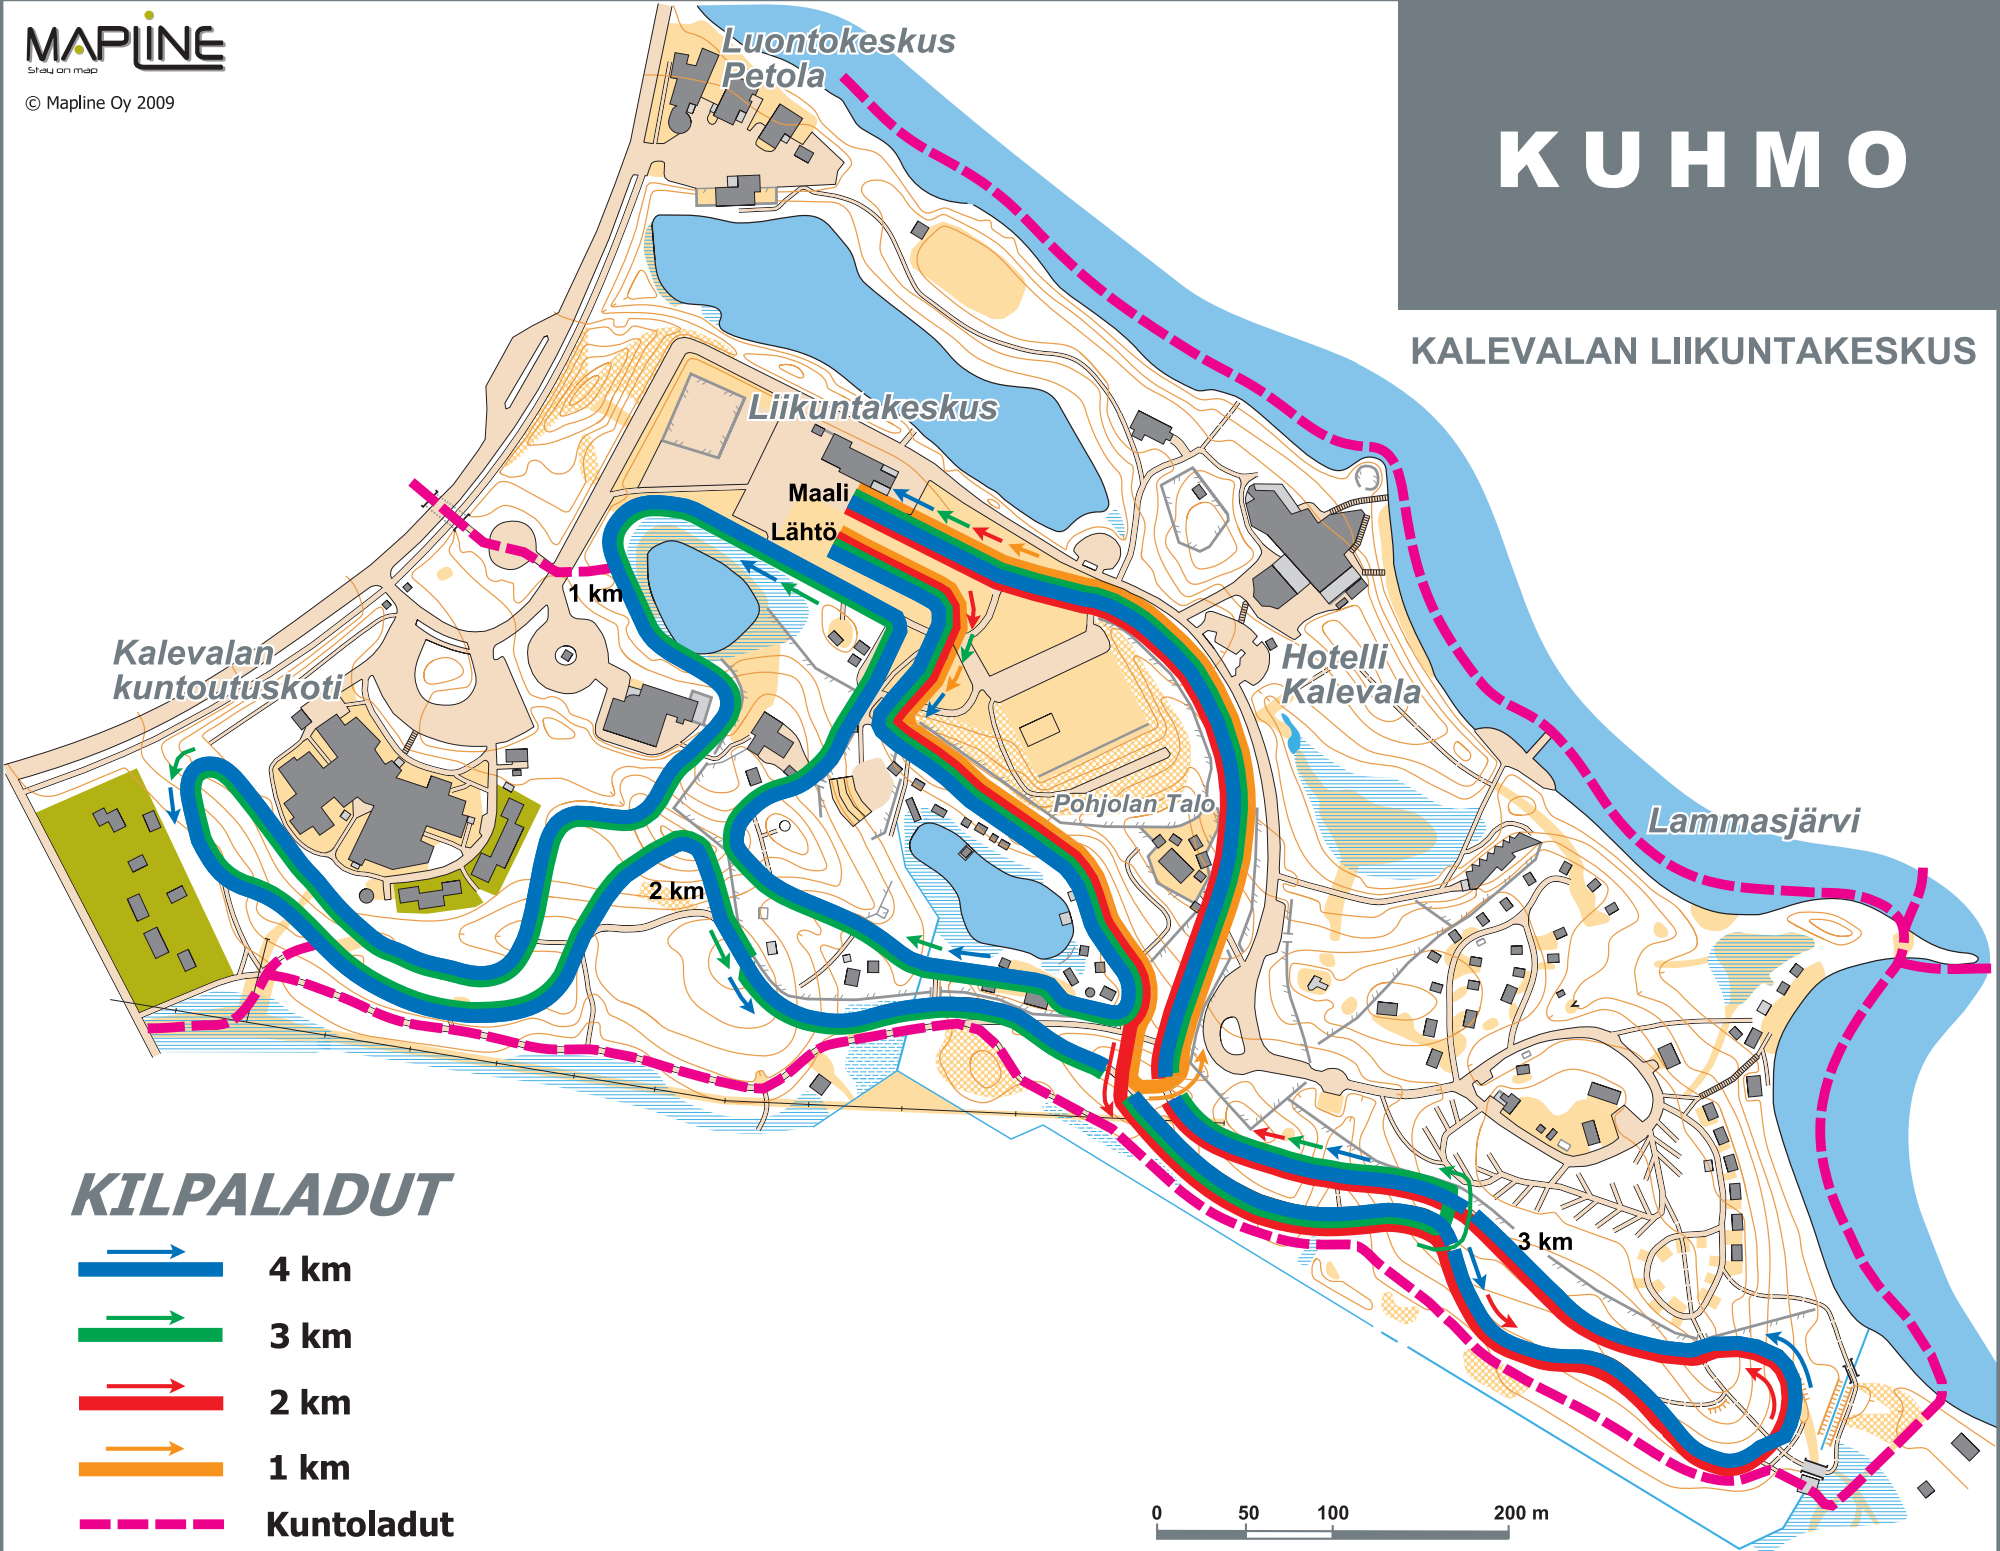 MAPLINE
Stay on map
© Mapline Oy 2009
KUHMO
KALEVALAN LIIKUNTAKESKUS
Luontokeskus
Petola
Liikuntakeskus
Maali
Lähtö
1 km
Kalevalan
kuntoutuskoti
Hotelli
Kalevala
Pohjolan Talo
Lammasjärvi
2 km
3 km
KILPALADUT
4 km
3 km
2 km
1 km
Kuntoladut
0 50 100 200 m